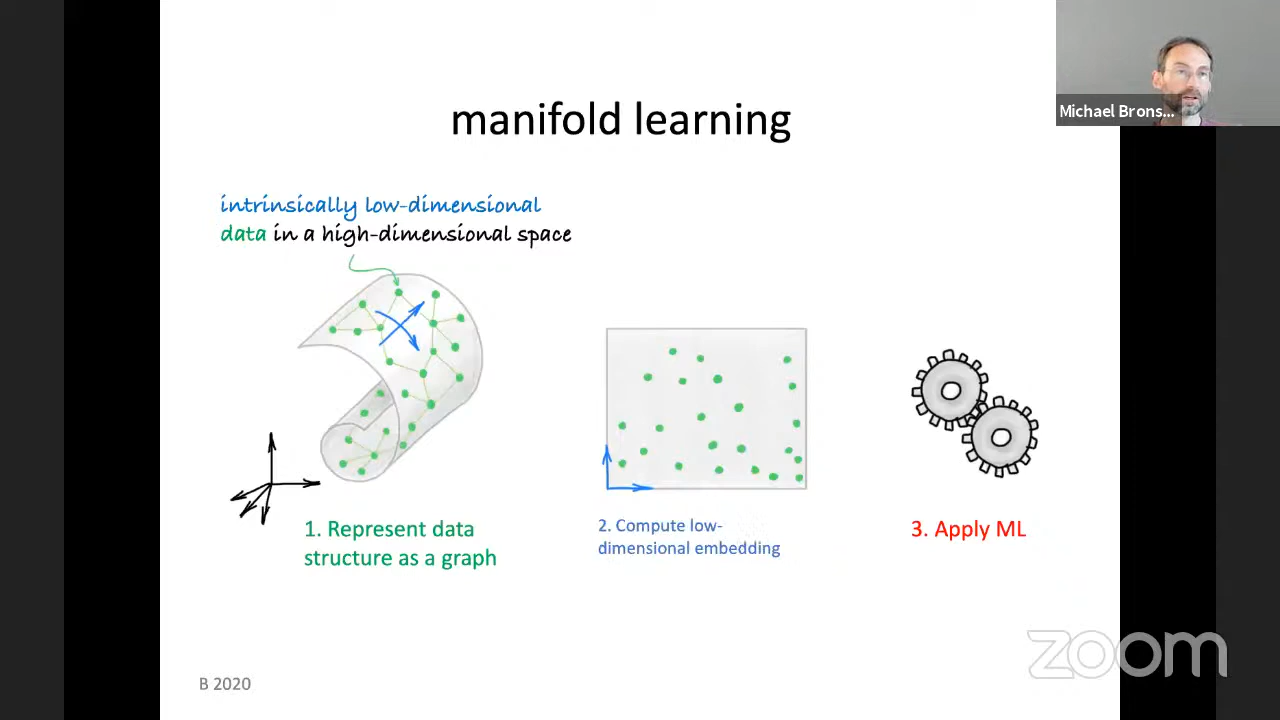 manifold learning
Michael Brons...
intrinsically low-dimensional
data in a high-dimensional space
1. Represent data
structure as a graph
2. Compute low-
dimensional embedding
3. Apply ML
zoom
B 2020